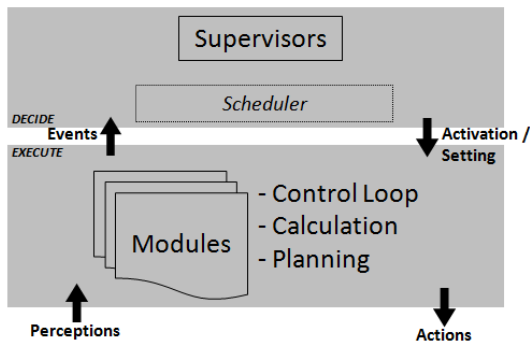 Supervisors
Scheduler
DECIDE
Events
Activation /
Setting
EXECUTE
Modules
- Control Loop
- Calculation
- Planning
Perceptions
Actions